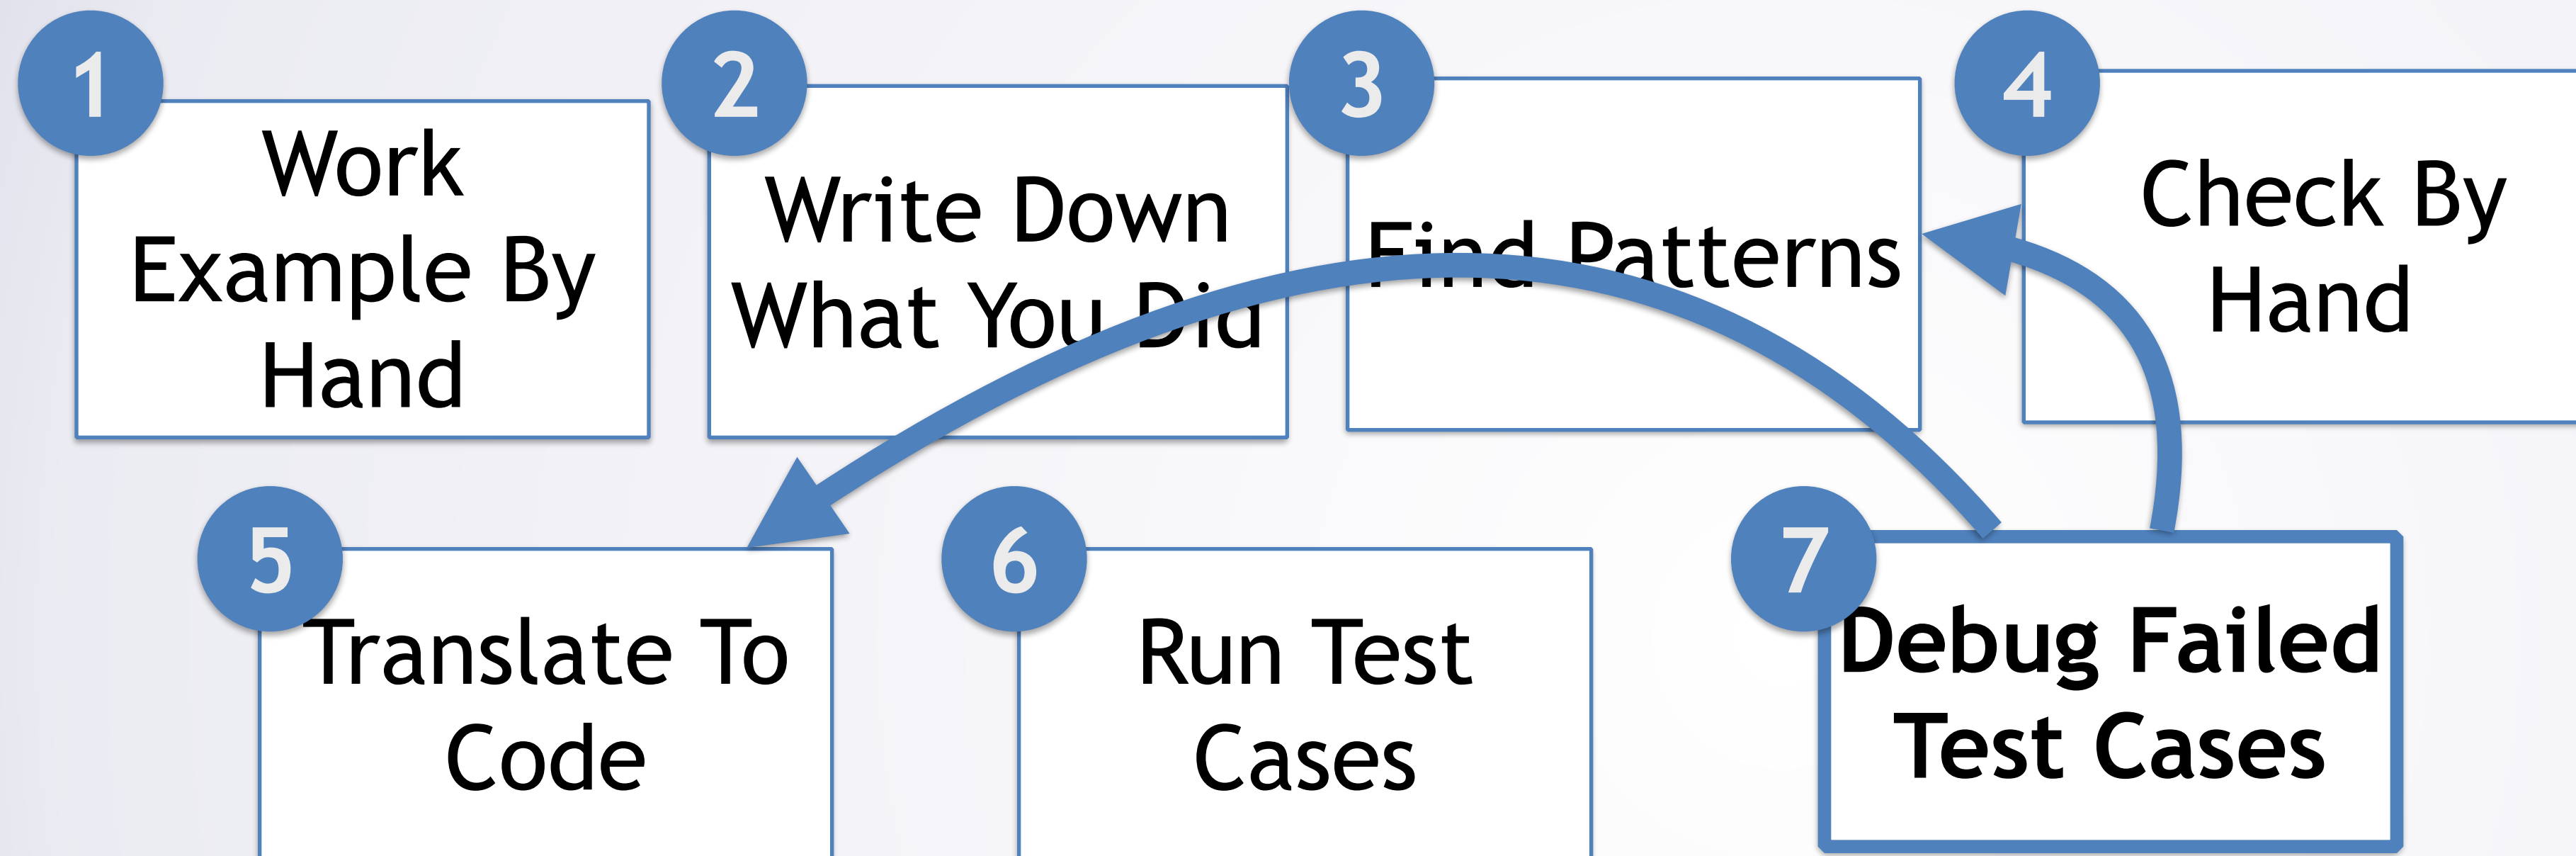 1
Work
Example By
Hand
2
Write Down
What You Did
3
Find Patterns
4
Check By
Hand
5
Translate To
Code
6
Run Test
Cases
7
Debug Failed
Test Cases